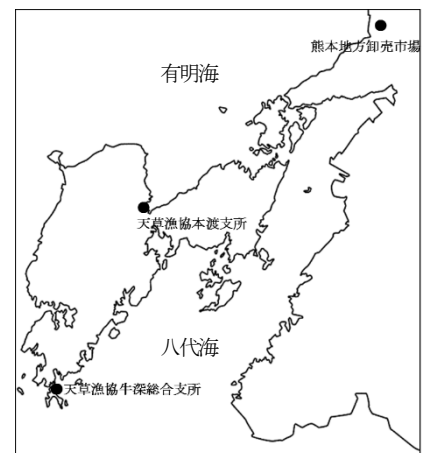 熊本地方卸売市場
有明海
天草漁協本渡支所
八代海
天草漁協牛深総合支所